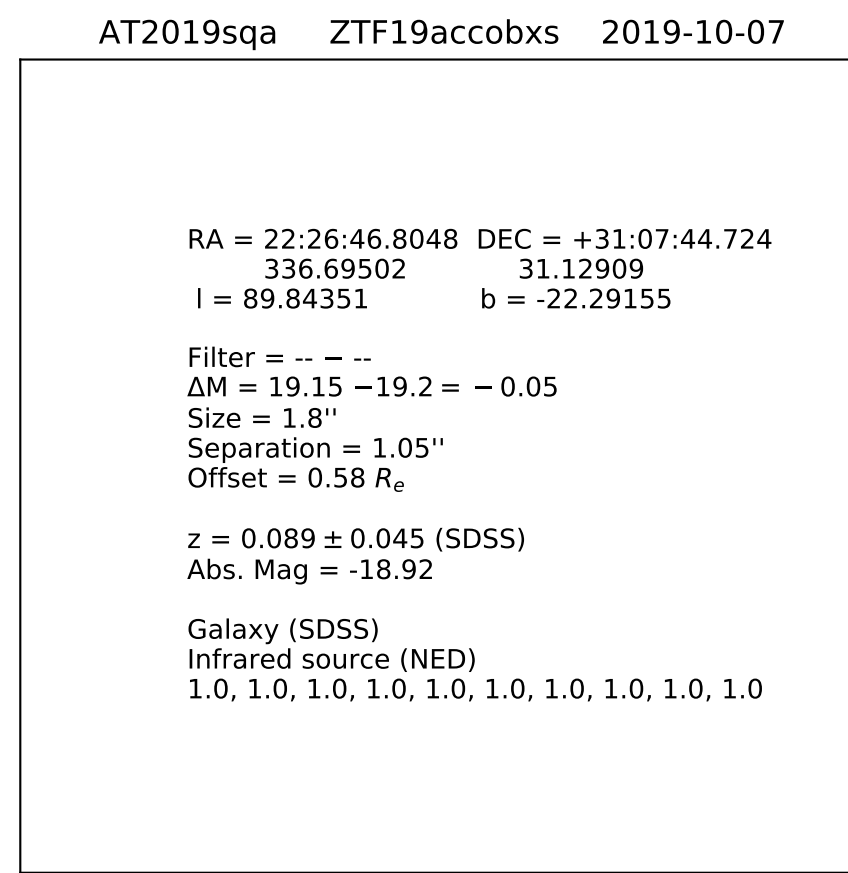 AT2019sqa ZTF19accobxs 2019-10-07
RA = 22:26:46.8048 DEC = +31:07:44.724
336.69502 31.12909
l = 89.84351 b = -22.29155
Filter = -- − --
ΔM = 19.15 −19.2 = − 0.05
Size = 1.8''
Separation = 1.05''
Offset = 0.58 Rₑ
z = 0.089 ± 0.045 (SDSS)
Abs. Mag = -18.92
Galaxy (SDSS)
Infrared source (NED)
1.0, 1.0, 1.0, 1.0, 1.0, 1.0, 1.0, 1.0, 1.0, 1.0